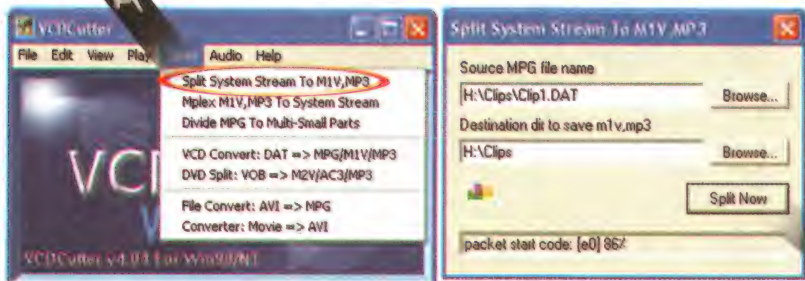 VCDCutter
File Edit View Play Audio Help
Split System Stream To M1V,MP3
Mplex M1V,MP3 To System Stream
Divide MPG To Multi-Small Parts
VCD Convert: DAT => MPG/M1V/MP3
DVD Split: VOB => M2V/AC3/MP3
File Convert: AVI => MPG
Converter: Movie => AVI
VCD
VCDCutter v4.04 For Win98/NT
Split System Stream To M1V,MP3
Source MPG file name
H:\Clips\Clip1.DAT Browse...
Destination dir to save m1v,mp3
H:\Clips Browse...
Split Now
packet start code: [e0] 86%